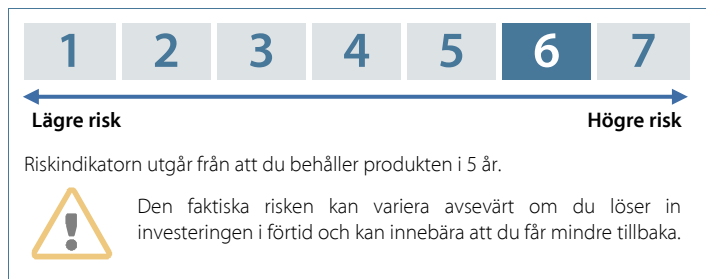 1 2 3 4 5 6 7
Lägre risk Högre risk
Riskindikatorn utgår från att du behåller produkten i 5 år.
Den faktiska risken kan variera avsevärt om du löser in
investeringen i förtid och kan innebära att du får mindre tillbaka.